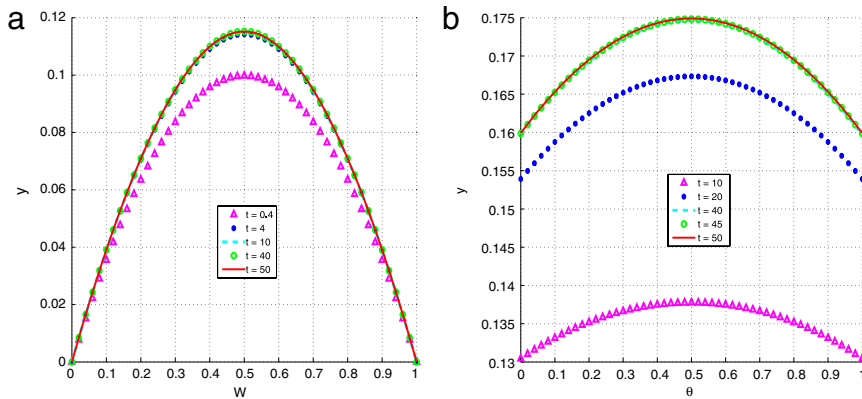 a
0.12
0.1
0.08
0.06
0.04
0.02
0
y
t = 0.4
t = 4
t = 10
t = 40
t = 50
0 0.1 0.2 0.3 0.4 0.5 0.6 0.7 0.8 0.9 1
W
b
0.175
0.17
0.165
0.16
0.155
0.15
0.145
0.14
0.135
0.13
y
t = 10
t = 20
t = 40
t = 45
t = 50
0 0.1 0.2 0.3 0.4 0.5 0.6 0.7 0.8 0.9 1
θ